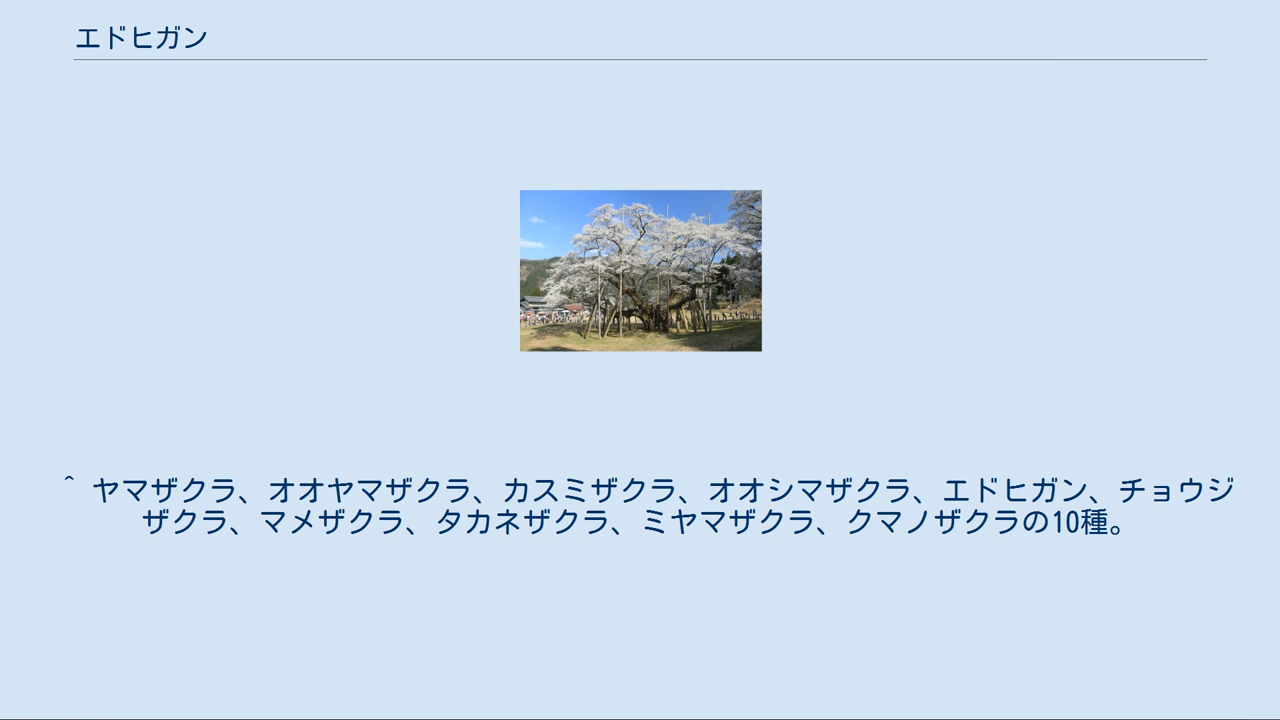 エドヒガン
^ ヤマザクラ、オオヤマザクラ、カスミザクラ、オオシマザクラ、エドヒガン、チョウジ
ザクラ、マメザクラ、タカネザクラ、ミヤマザクラ、クマノザクラの10種。